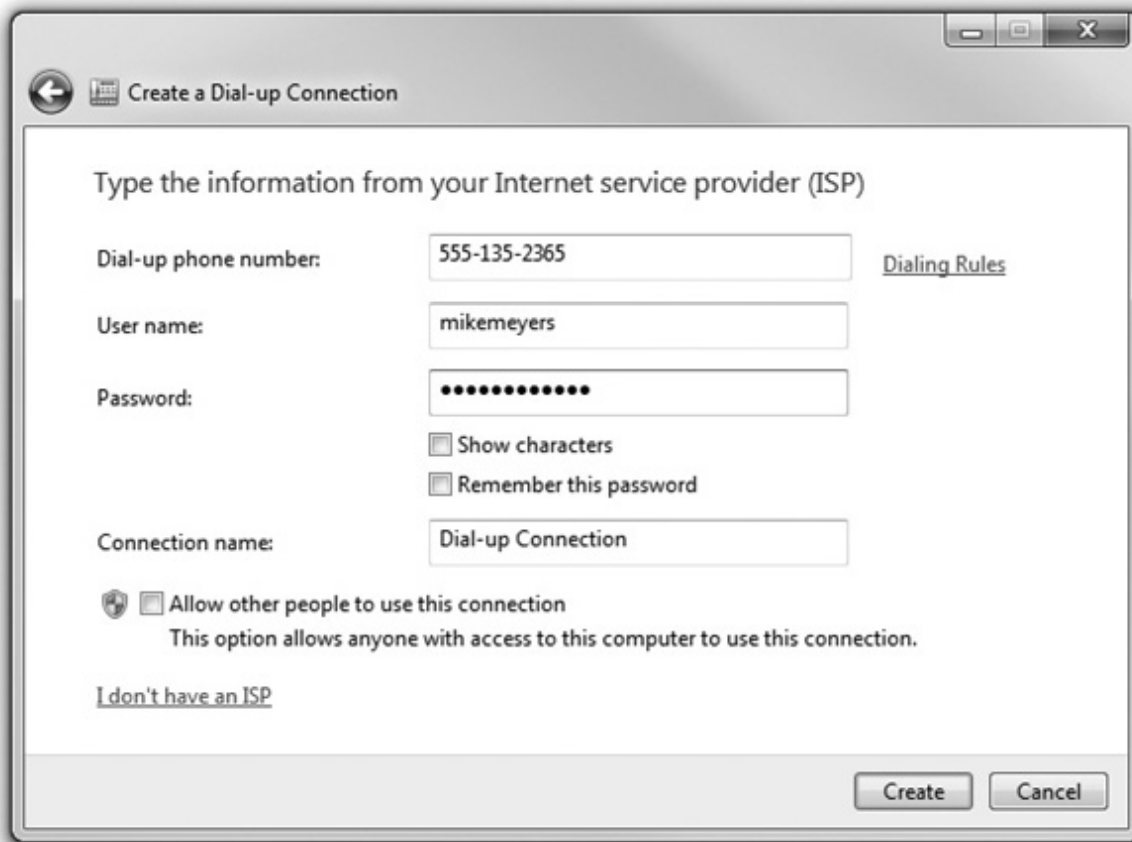 Create a Dial-up Connection
Type the information from your Internet service provider (ISP)
Dial-up phone number: 555-135-2365 Dialing Rules
User name: mikemeyers
Password: ••••••••••••
Show characters
Remember this password
Connection name: Dial-up Connection
Allow other people to use this connection
This option allows anyone with access to this computer to use this connection.
I don't have an ISP
Create Cancel